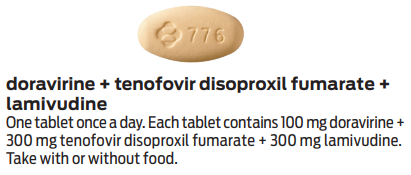 776
doravirine + tenofovir disoproxil fumarate +
lamivudine
One tablet once a day. Each tablet contains 100 mg doravirine +
300 mg tenofovir disoproxil fumarate + 300 mg lamivudine.
Take with or without food.